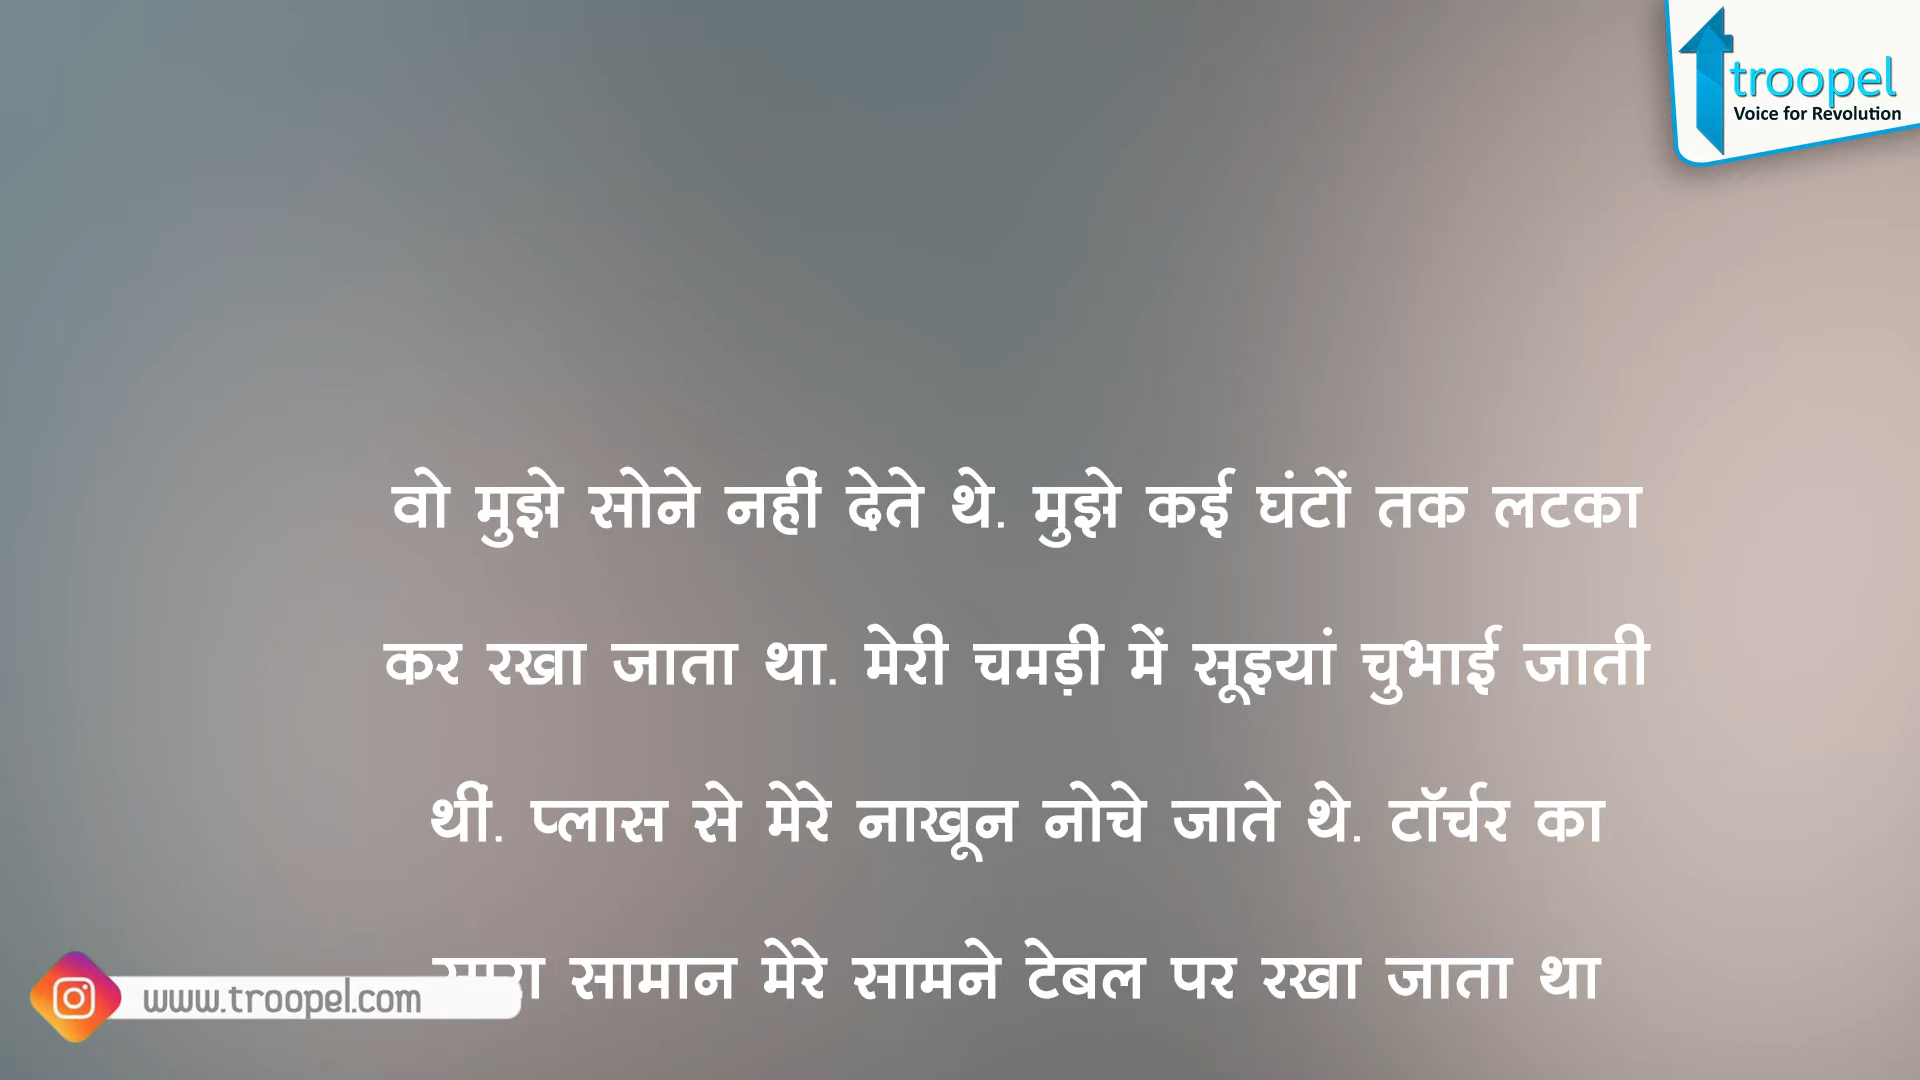 troopel
Voice for Revolution
वो मुझे सोने नहीं देते थे. मुझे कई घंटों तक लटका
कर रखा जाता था. मेरी चमड़ी में सूइयां चुभाई जाती
थीं. प्लास से मेरे नाखून नोचे जाते थे. टॉर्चर का
सामान मेरे सामने टेबल पर रखा जाता था
www.troopel.com